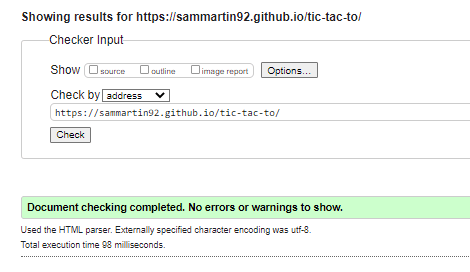 Showing results for https://sammartin92.github.io/tic-tac-to/
Checker Input
Show source outline image report Options...
Check by address
https://sammartin92.github.io/tic-tac-to/
Check
Document checking completed. No errors or warnings to show.
Used the HTML parser. Externally specified character encoding was utf-8.
Total execution time 98 milliseconds.